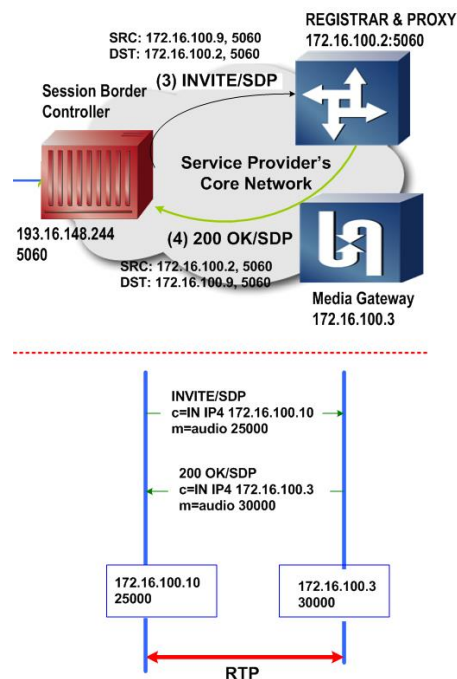 SRC: 172.16.100.9, 5060
DST: 172.16.100.2, 5060
REGISTRAR & PROXY
172.16.100.2:5060
(3) INVITE/SDP
Session Border
Controller
Service Provider's
Core Network
193.16.148.244
5060
(4) 200 OK/SDP
SRC: 172.16.100.2, 5060
DST: 172.16.100.9, 5060
Media Gateway
172.16.100.3
INVITE/SDP
c=IN IP4 172.16.100.10
m=audio 25000
200 OK/SDP
c=IN IP4 172.16.100.3
m=audio 30000
172.16.100.10
25000
172.16.100.3
30000
RTP